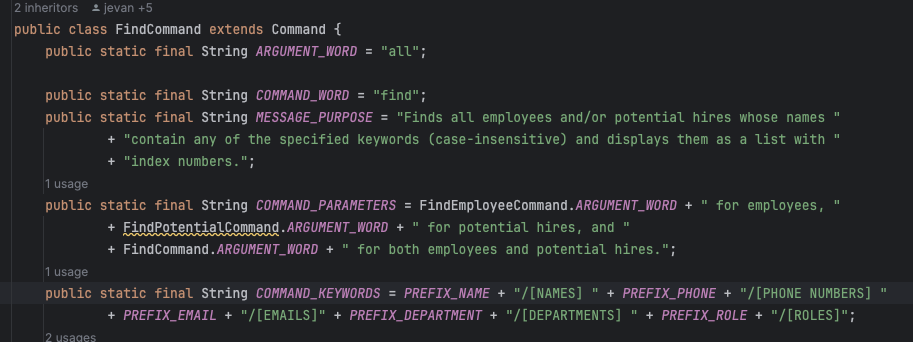 2 inheritors jevan +5
public class FindCommand extends Command {
public static final String ARGUMENT_WORD = "all";
public static final String COMMAND_WORD = "find";
public static final String MESSAGE_PURPOSE = "Finds all employees and/or potential hires whose names "
+ "contain any of the specified keywords (case-insensitive) and displays them as a list with "
+ "index numbers.";
1 usage
public static final String COMMAND_PARAMETERS = FindEmployeeCommand.ARGUMENT_WORD + " for employees, "
+ FindPotentialCommand.ARGUMENT_WORD + " for potential hires, and "
+ FindCommand.ARGUMENT_WORD + " for both employees and potential hires.";
1 usage
public static final String COMMAND_KEYWORDS = PREFIX_NAME + "/[NAMES] " + PREFIX_PHONE + "/[PHONE NUMBERS] "
+ PREFIX_EMAIL + "/[EMAILS]" + PREFIX_DEPARTMENT + "/[DEPARTMENTS] " + PREFIX_ROLE + "/[ROLES]";
2 usages